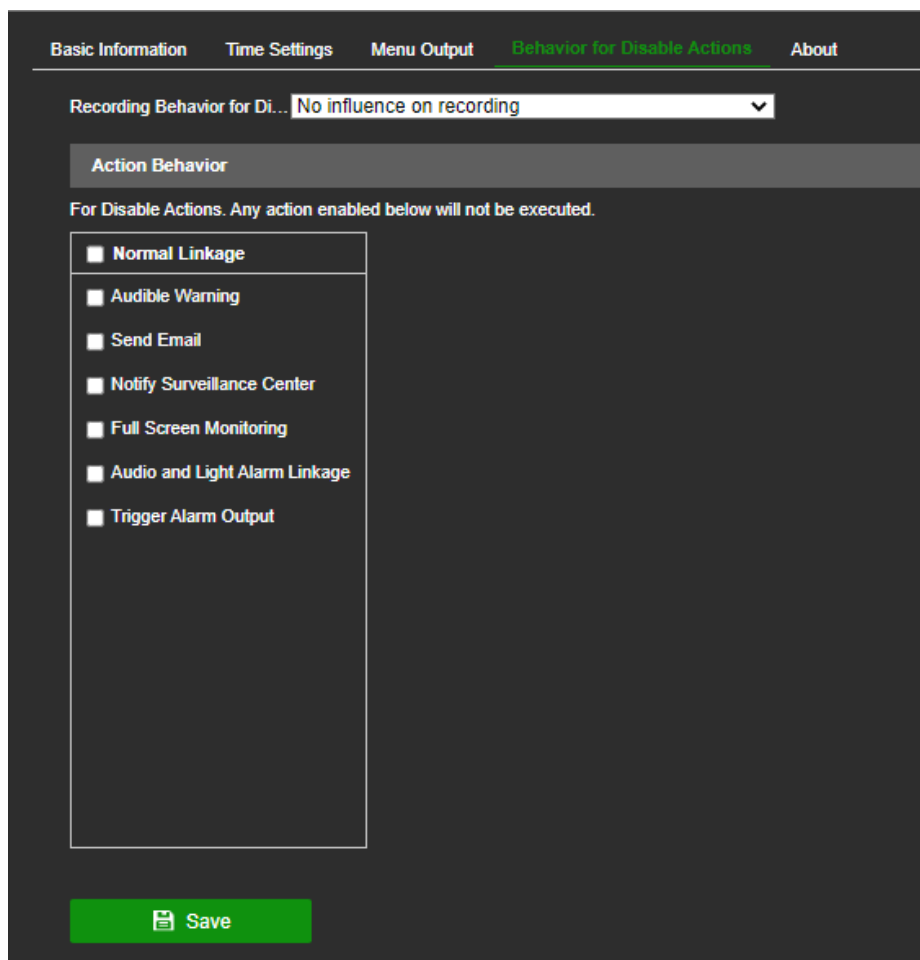 Basic Information Time Settings Menu Output Behavior for Disable Actions About
Recording Behavior for Di... No influence on recording
Action Behavior
For Disable Actions. Any action enabled below will not be executed.
Normal Linkage
Audible Warning
Send Email
Notify Surveillance Center
Full Screen Monitoring
Audio and Light Alarm Linkage
Trigger Alarm Output
Save